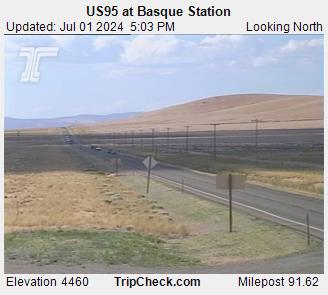 US95 at Basque Station
Updated: Jul 01 2024 5:03 PM Looking North
Elevation 4460 TripCheck.com Milepost 91.62